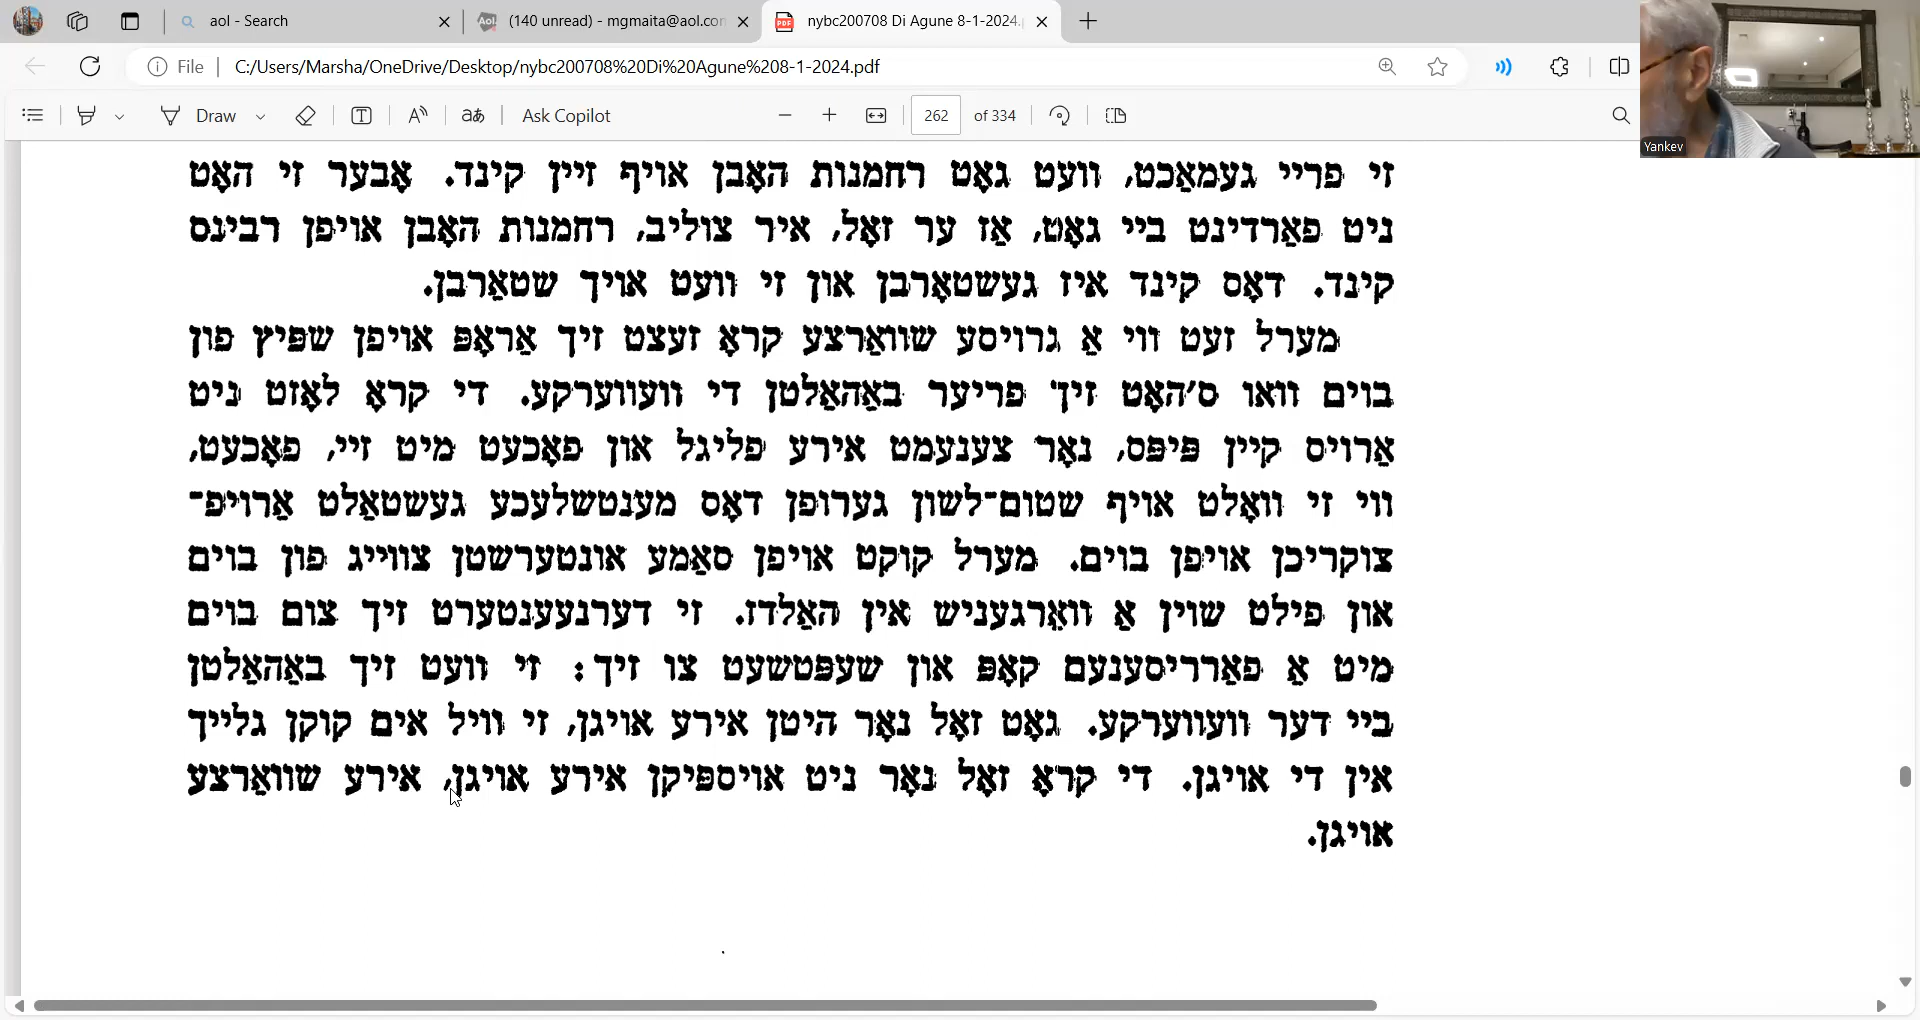 aol - Search
(140 unread) - mgmaita@aol.con
nybc200708 Di Agune 8-1-2024.
File
C:/Users/Marsha/OneDrive/Desktop/nybc200708%20Di%20Agune%208-1-2024.pdf
Draw
Ask Copilot
262 of 334
Yankev
זי פריי געמאַכט, וועט גאָט רחמנות האָבן אויף זיין קינד. אָבער זי האָט
ניט פאַרדינט ביי גאָט, אַז ער זאָל, איר צוליב, רחמנות האָבן אויפן רבינס
קינד. דאָס קינד איז געשטאָרבן און זי וועט אויך שטאַרבן.
מערל זעט ווי אַ גרויסע שוואַרצע קראָ זעצט זיך אַראָפּ אויפן שפּיץ פון
בוים וואו ס'האָט זיך פריער באַהאַלטן די וועווערקע. די קראָ לאָזט ניט
אַרויס קיין פּיפּס, נאָר צענעמט אירע פליגל און פאָכעט מיט זיי, פאָכעט,
ווי זי וואָלט אויף שטום־לשון גערופן דאָס מענטשלעכע געשטאַלט אַרויפ־
צוקריכן אויפן בוים. מערל קוקט אויפן סאַמע אונטערשטן צווייג פון בוים
און פילט שוין אַ וואָרגעניש אין האַלדז. זי דערנעענטערט זיך צום בוים
מיט אַ פאַרריסענעם קאָפּ און שעפּטשעט צו זיך: זי וועט זיך באַהאַלטן
ביי דער וועווערקע. גאָט זאָל נאָר היטן אירע אויגן, זי וויל אים קוקן גלייך
אין די אויגן. די קראָ זאָל נאָר ניט אויספּיקן אירע אויגן, אירע שוואַרצע
אויגן.